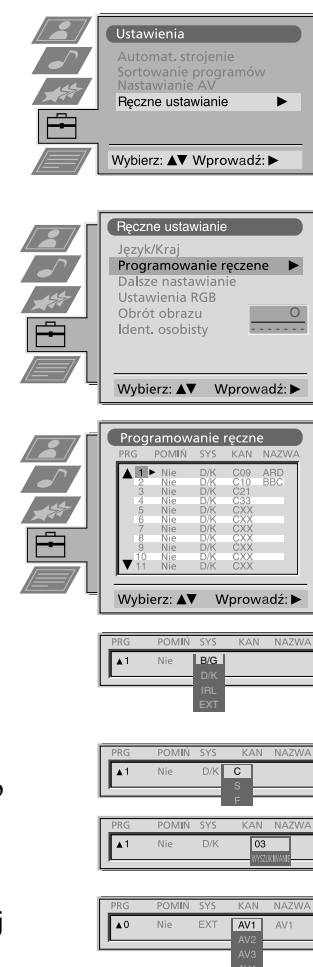 Ustawienia
Automat. strojenie
Sortowanie programów
Nastawianie AV
Ręczne ustawianie ▶
Wybierz: ▲▼ Wprowadź: ▶
Ręczne ustawianie
Język/Kraj
Programowanie ręczene ▶
Dalsze nastawianie
Ustawienia RGB
Obrót obrazu O
Ident. osobisty - - - - - - -
Wybierz: ▲▼ Wprowadź: ▶
Programowanie ręczne
PRG POMIŃ SYS KAN NAZWA
▲ 1 ▶ Nie D/K C09 ARD
2 Nie D/K C10 BBC
3 Nie D/K C21
4 Nie D/K C33
5 Nie D/K CXX
6 Nie D/K CXX
7 Nie D/K CXX
8 Nie D/K CXX
9 Nie D/K CXX
10 Nie D/K CXX
▼ 11 Nie D/K CXX
Wybierz: ▲▼ Wprowadź: ▶
PRG POMIŃ SYS KAN NAZWA
▲1 Nie B/G
D/K
IRL
EXT
PRG POMIŃ SYS KAN NAZWA
▲1 Nie D/K C
S
F
PRG POMIŃ SYS KAN NAZWA
▲1 Nie D/K 03
WYSZUKIWANIE
j
PRG POMIŃ SYS KAN NAZWA
▲0 Nie EXT AV1 AV1
AV2
AV3